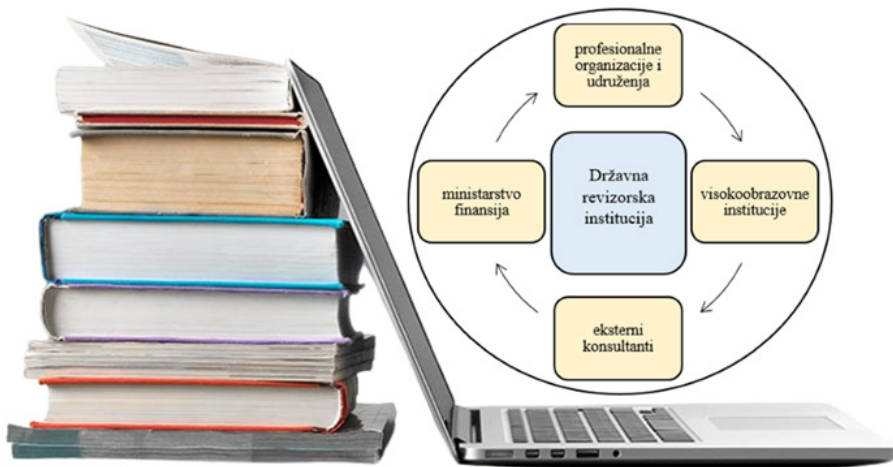 profesionalne
organizacije i
udruženja
ministarstvo
finansija
Državna
revizorska
institucija
visokoobrazovne
institucije
eksterni
konsultanti